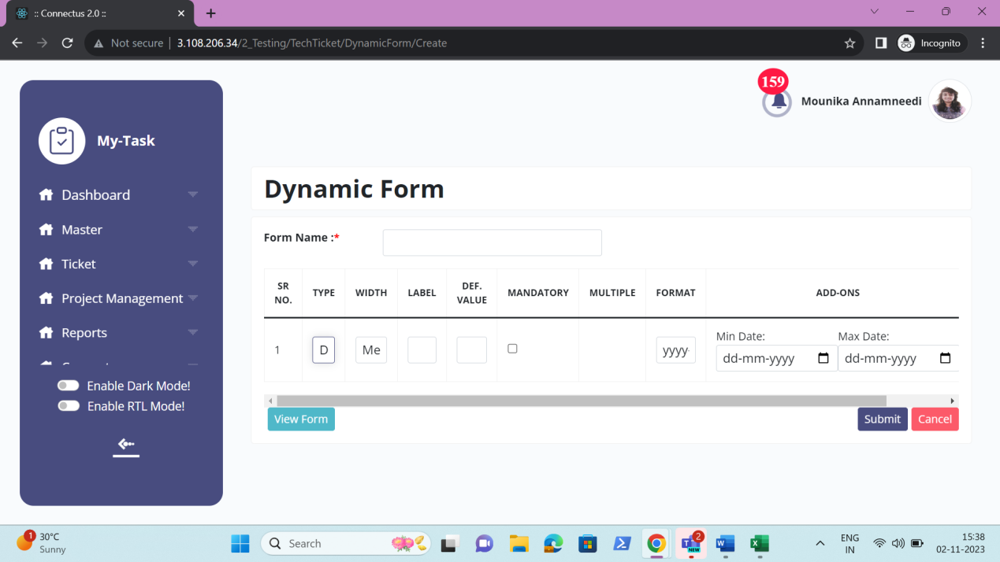 :: Connectus 2.0 ::
Not secure | 3.108.206.34/2_Testing/TechTicket/DynamicForm/Create
Incognito
159
Mounika Annamneedi
My-Task
Dashboard
Master
Ticket
Project Management
Reports
Enable Dark Mode!
Enable RTL Mode!
Dynamic Form
Form Name :*
SR NO. TYPE WIDTH LABEL DEF. VALUE MANDATORY MULTIPLE FORMAT ADD-ONS
Min Date: Max Date:
1 D Me yyyy- dd-mm-yyyy dd-mm-yyyy
View Form Submit Cancel
1 30°C
Sunny
Search
2
NEW
ENG
IN
15:38
02-11-2023